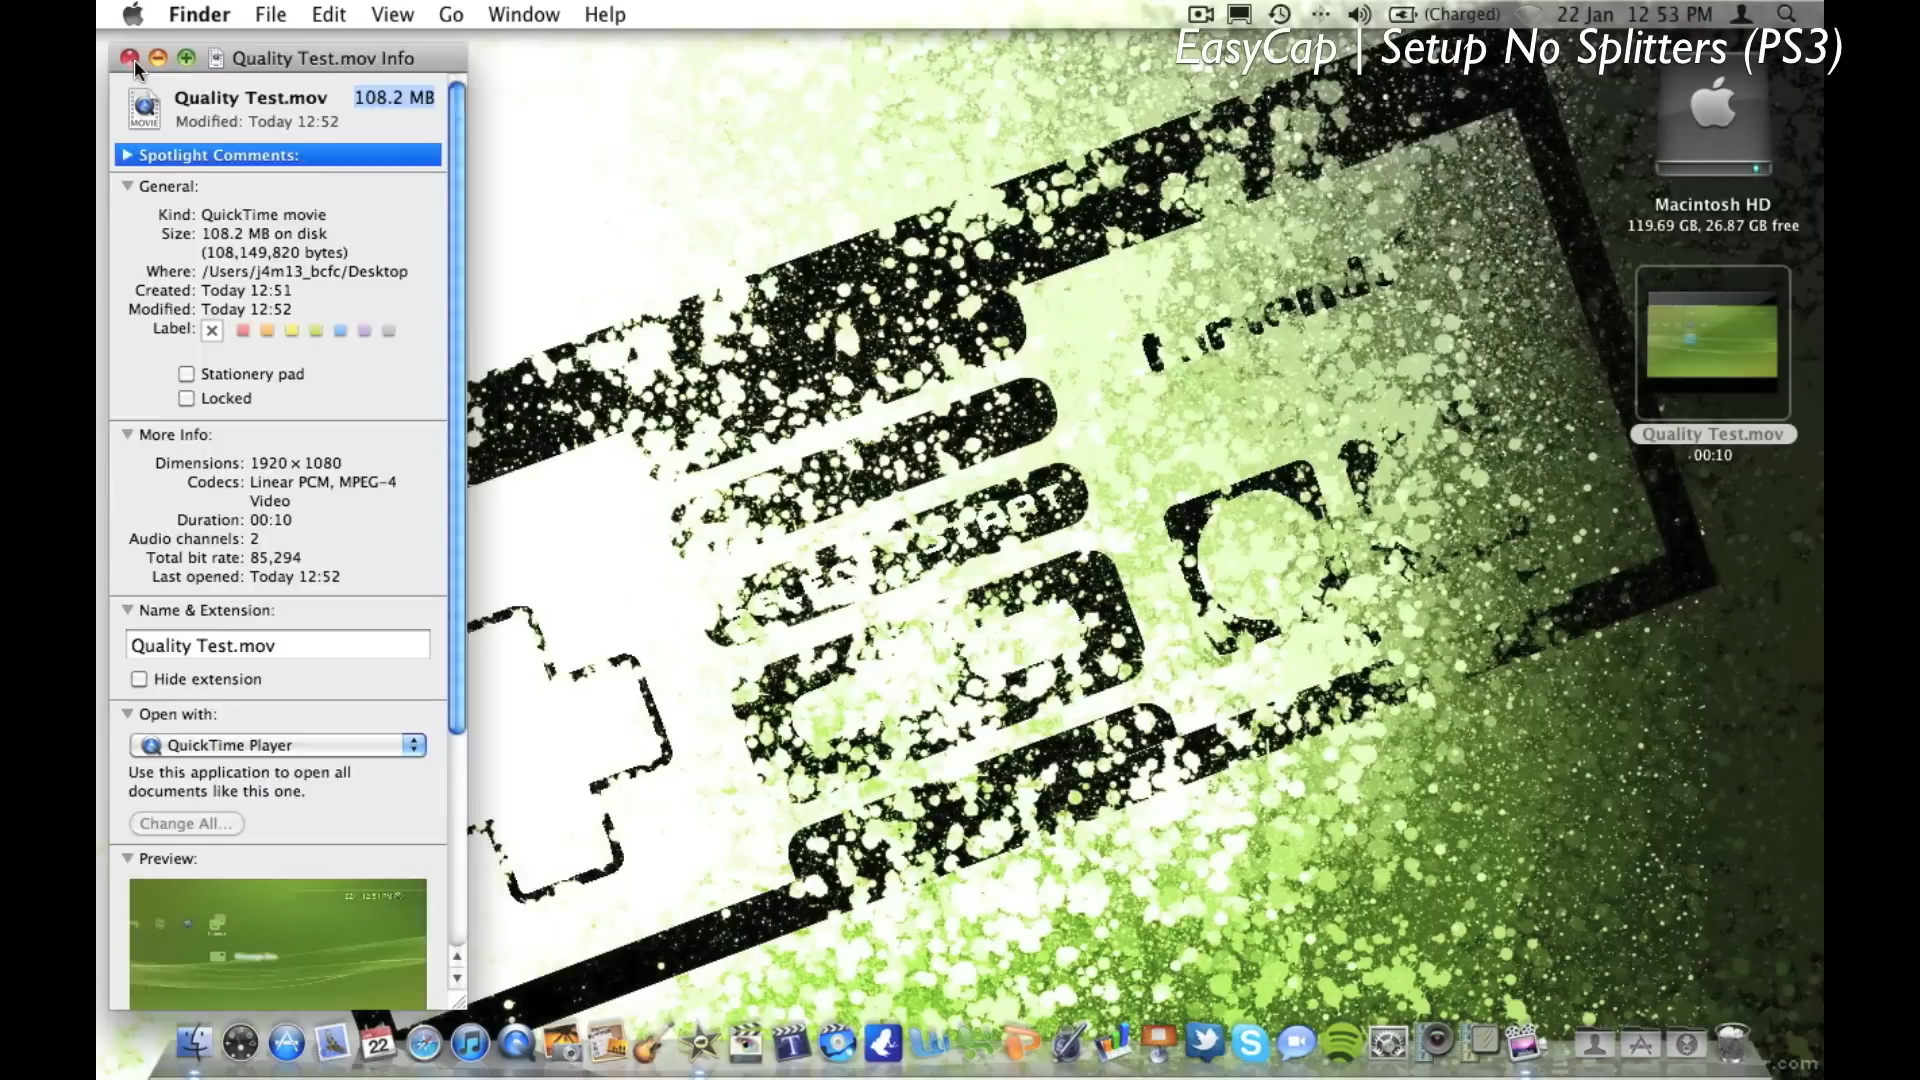 Finder File Edit View Go Window Help (Charged) 22 Jan 12 53 PM
EasyCap | Setup No Splitters (PS3)
Quality Test.mov Info
Quality Test.mov 108.2 MB
MOVIE
Modified: Today 12:52
Spotlight Comments:
General:
Kind: QuickTime movie
Size: 108.2 MB on disk
(108,149,820 bytes)
Where: /Users/j4m13_bcfc/Desktop
Created: Today 12:51
Modified: Today 12:52
Label:
Stationery pad
Locked
More Info:
Dimensions: 1920 × 1080
Codecs: Linear PCM, MPEG-4
Video
Duration: 00:10
Audio channels: 2
Total bit rate: 85,294
Last opened: Today 12:52
Name & Extension:
Quality Test.mov
Hide extension
Open with:
QuickTime Player
Use this application to open all
documents like this one.
Change All...
Preview:
Macintosh HD
119.69 GB, 26.87 GB free
Quality Test.mov
00:10
START
22
.com